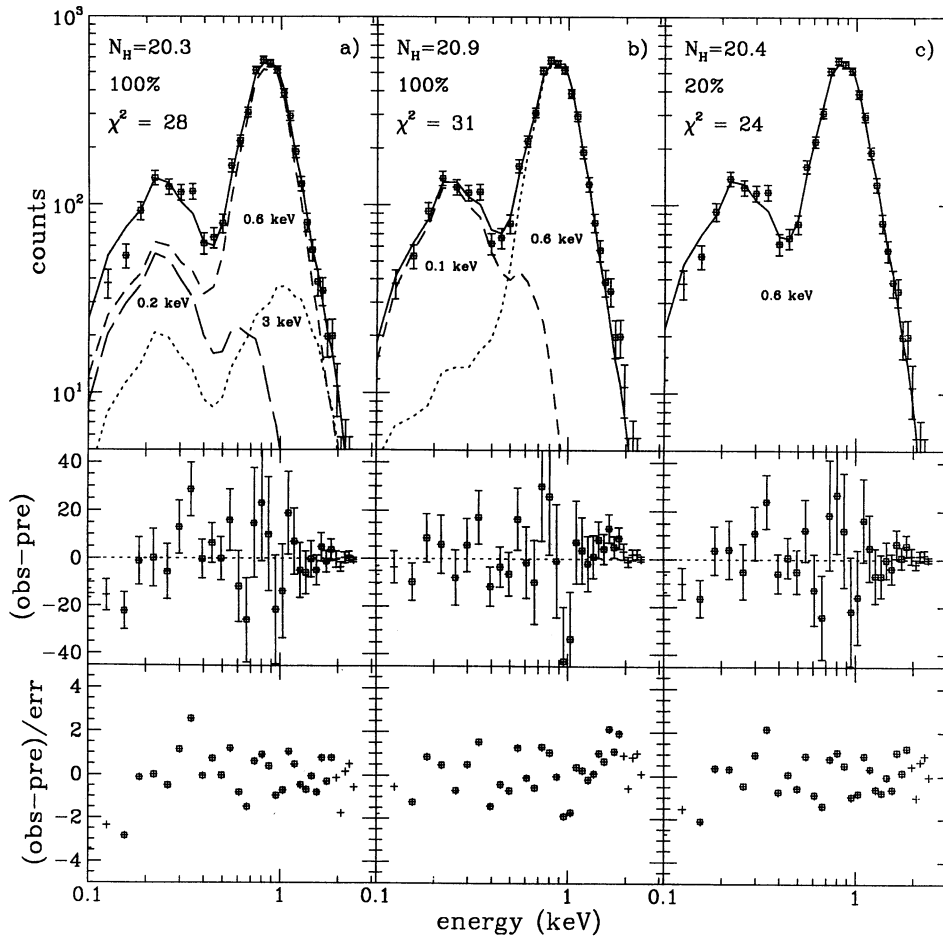 10³
10²
10¹
counts
N_H=20.3
a)
100%
χ² = 28
0.6 keV
0.2 keV
3 keV
N_H=20.9
b)
100%
χ² = 31
0.1 keV
0.6 keV
N_H=20.4
c)
20%
χ² = 24
0.6 keV
40
20
0
−20
−40
(obs−pre)
4
2
0
−2
−4
(obs−pre)/err
0.1
1
0.1
1
0.1
1
energy (keV)